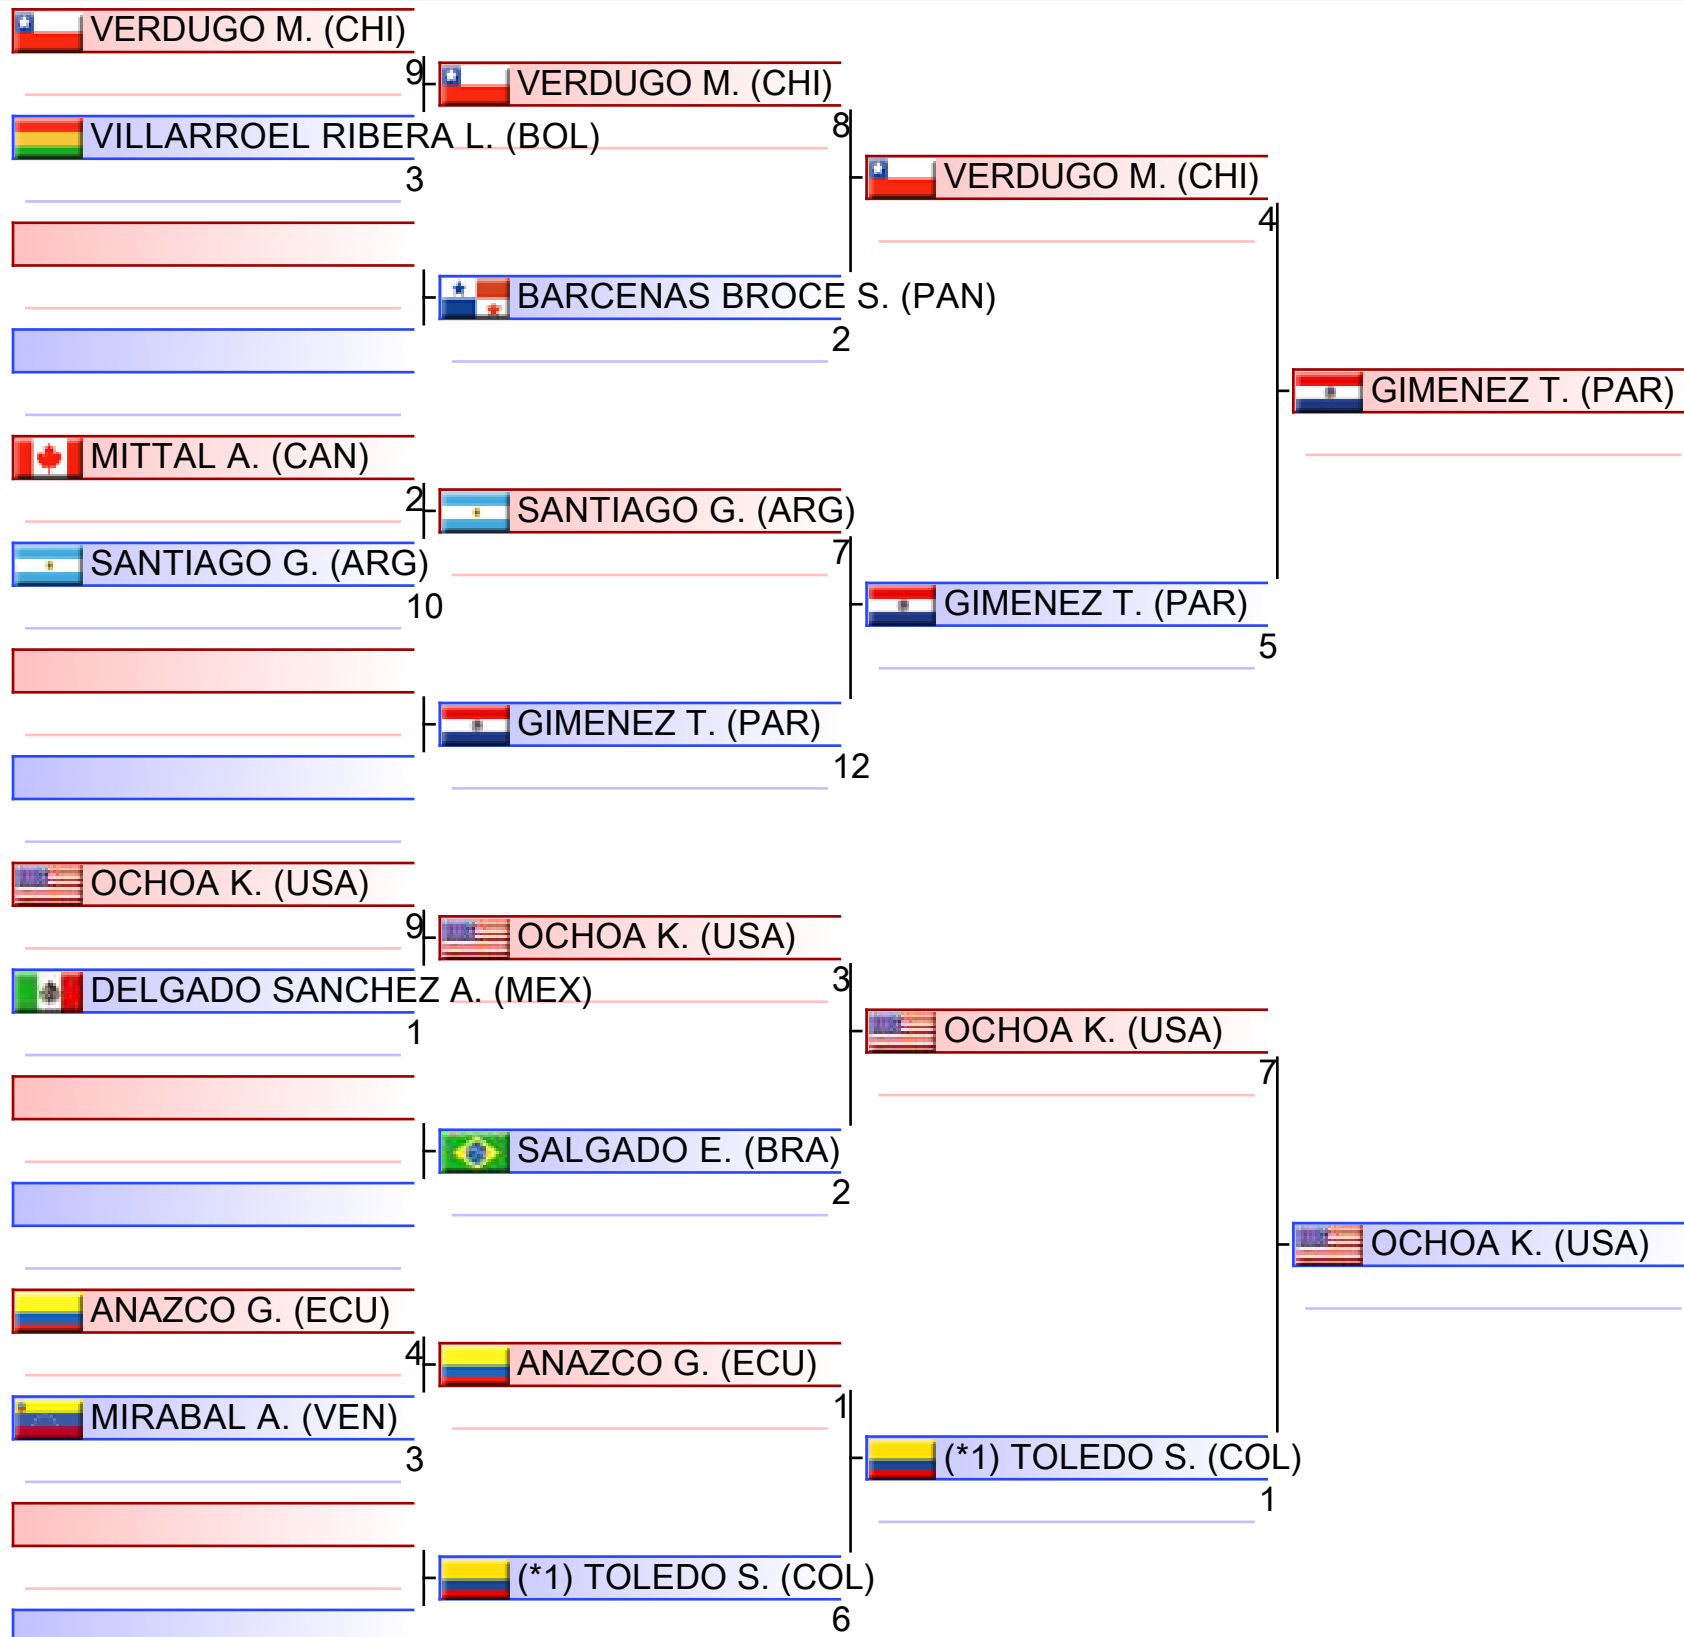 VERDUGO M. (CHI)
9
VERDUGO M. (CHI)
8
VILLARROEL RIBERA L. (BOL)
3
VERDUGO M. (CHI)
4
BARCENAS BROCE S. (PAN)
2
GIMENEZ T. (PAR)
MITTAL A. (CAN)
2
SANTIAGO G. (ARG)
7
SANTIAGO G. (ARG)
10
GIMENEZ T. (PAR)
5
GIMENEZ T. (PAR)
12
OCHOA K. (USA)
9
OCHOA K. (USA)
3
DELGADO SANCHEZ A. (MEX)
1
OCHOA K. (USA)
7
SALGADO E. (BRA)
2
OCHOA K. (USA)
ANAZCO G. (ECU)
4
ANAZCO G. (ECU)
1
MIRABAL A. (VEN)
3
(*1) TOLEDO S. (COL)
1
(*1) TOLEDO S. (COL)
6